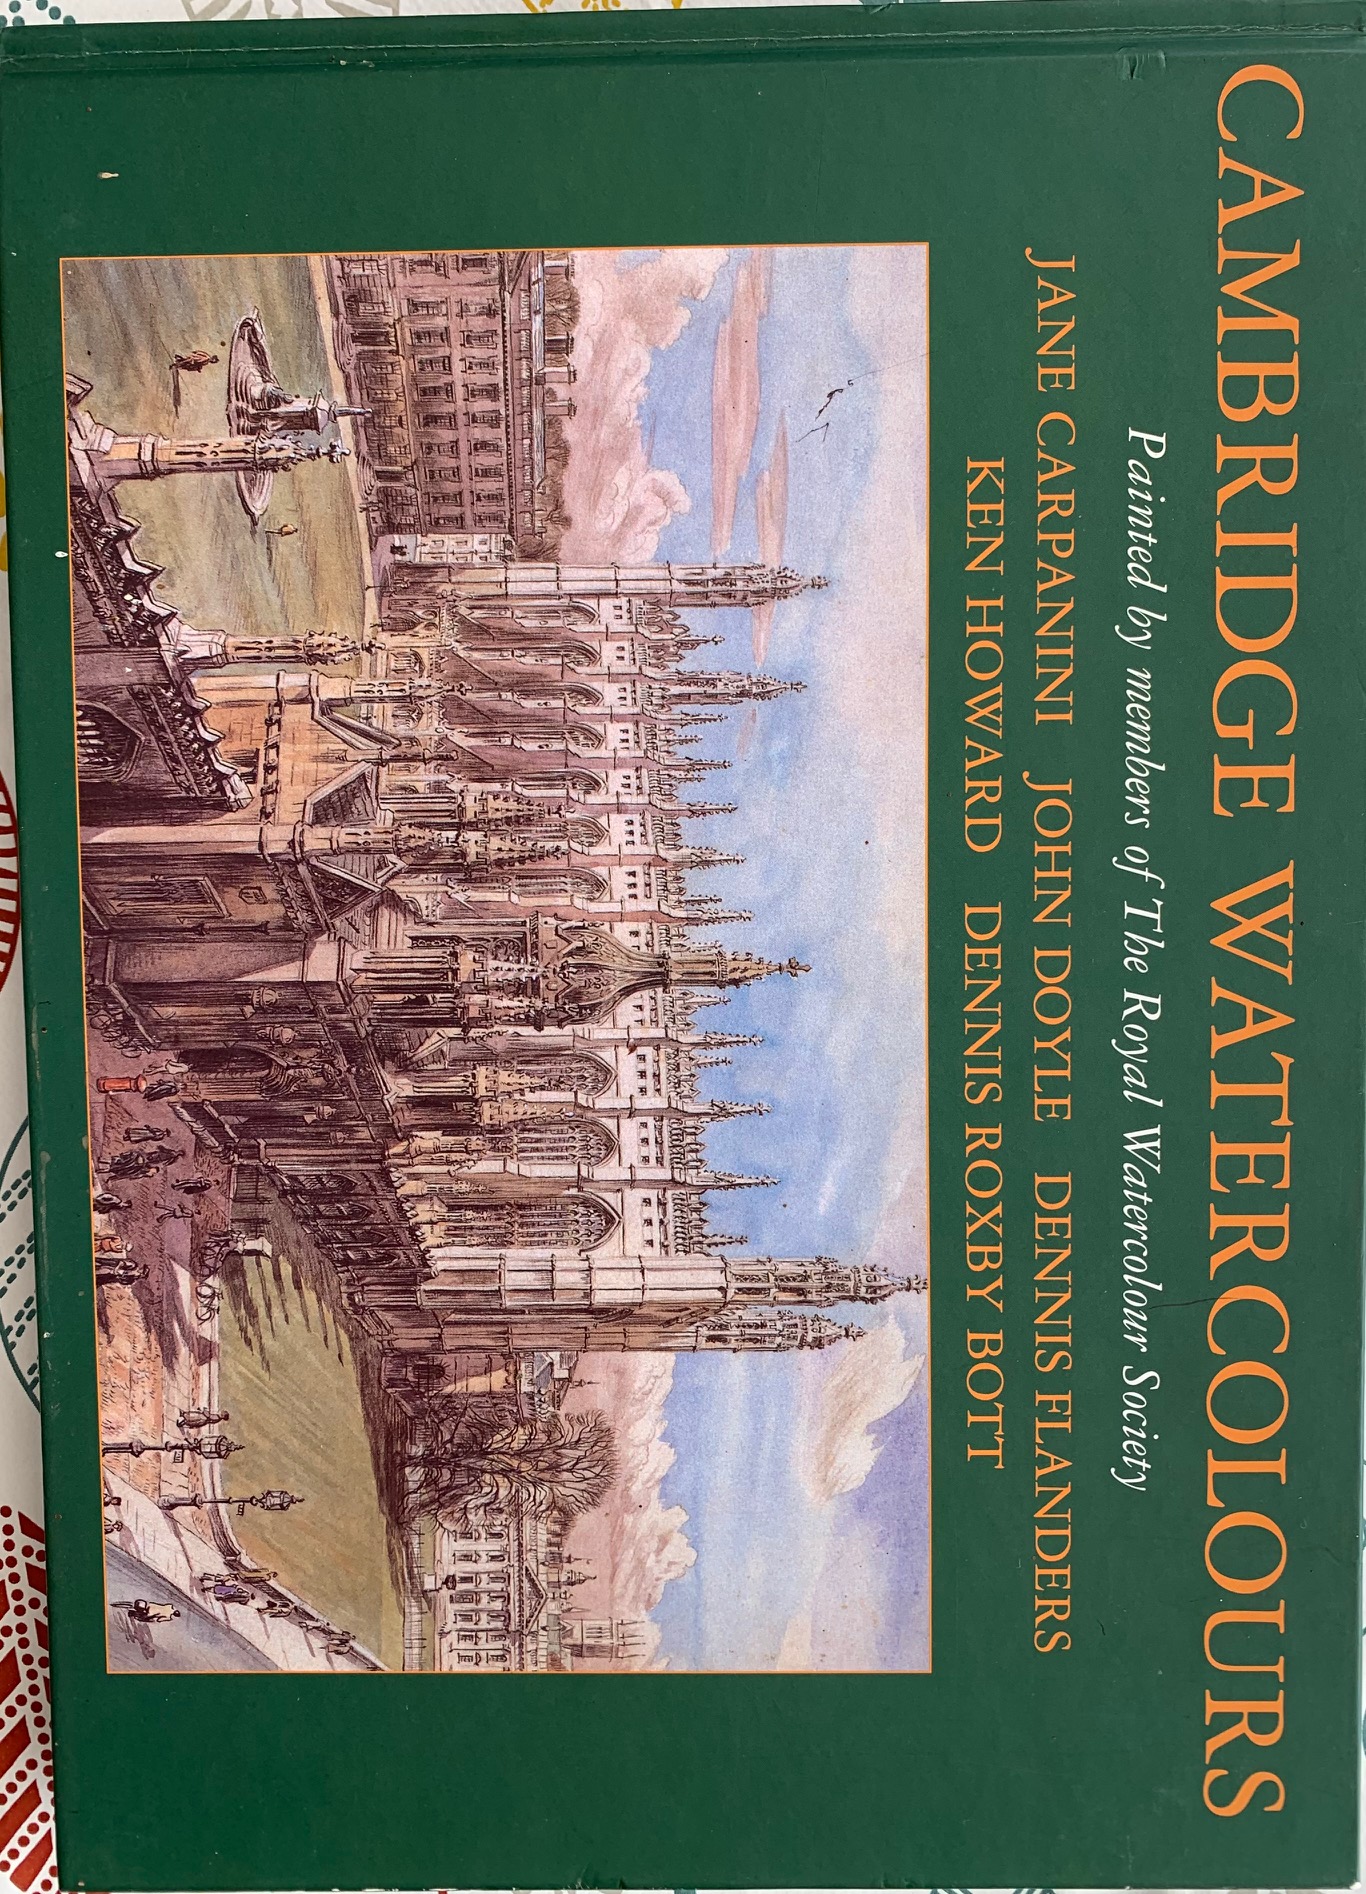 CAMBRIDGE WATERCOLOURS
Painted by members of The Royal Watercolour Society
JANE CARPANINI JOHN DOYLE DENNIS FLANDERS
KEN HOWARD DENNIS ROXBY BOTT